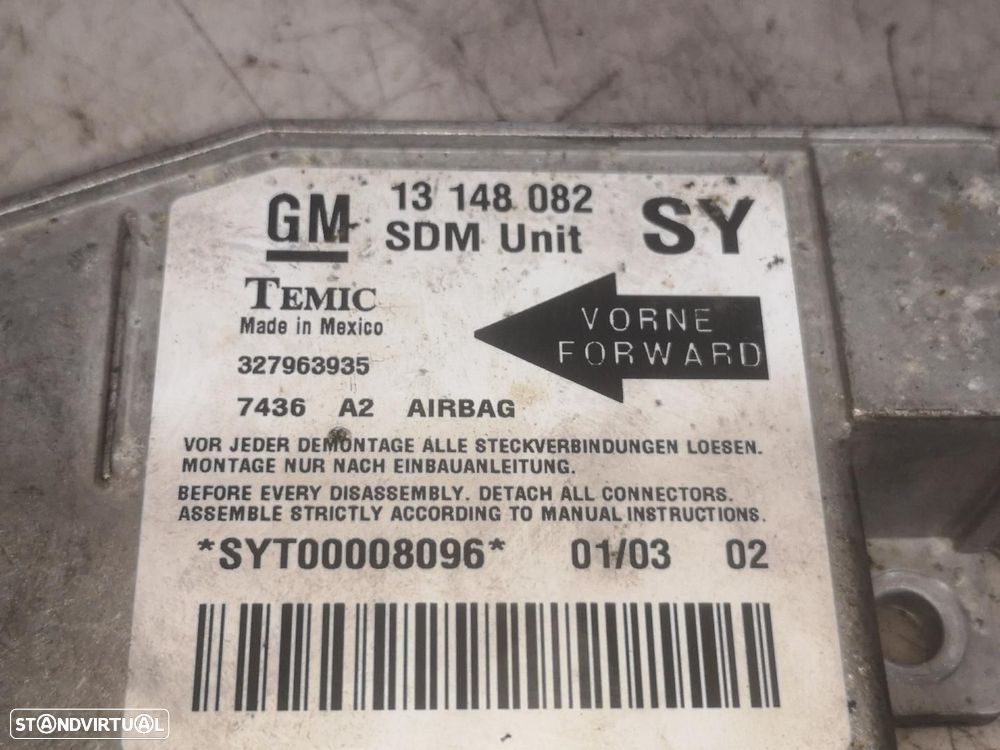 GM
13 148 082
SDM Unit
SY
TEMIC
Made in Mexico
VORNE
FORWARD
327963935
7436 A2 AIRBAG
VOR JEDER DEMONTAGE ALLE STECKVERBINDUNGEN LOESEN.
MONTAGE NUR NACH EINBAUANLEITUNG.
BEFORE EVERY DISASSEMBLY. DETACH ALL CONNECTORS.
ASSEMBLE STRICTLY ACCORDING TO MANUAL INSTRUCTIONS.
*SYT00008096* 01/03 02
STANDVIRTUAL